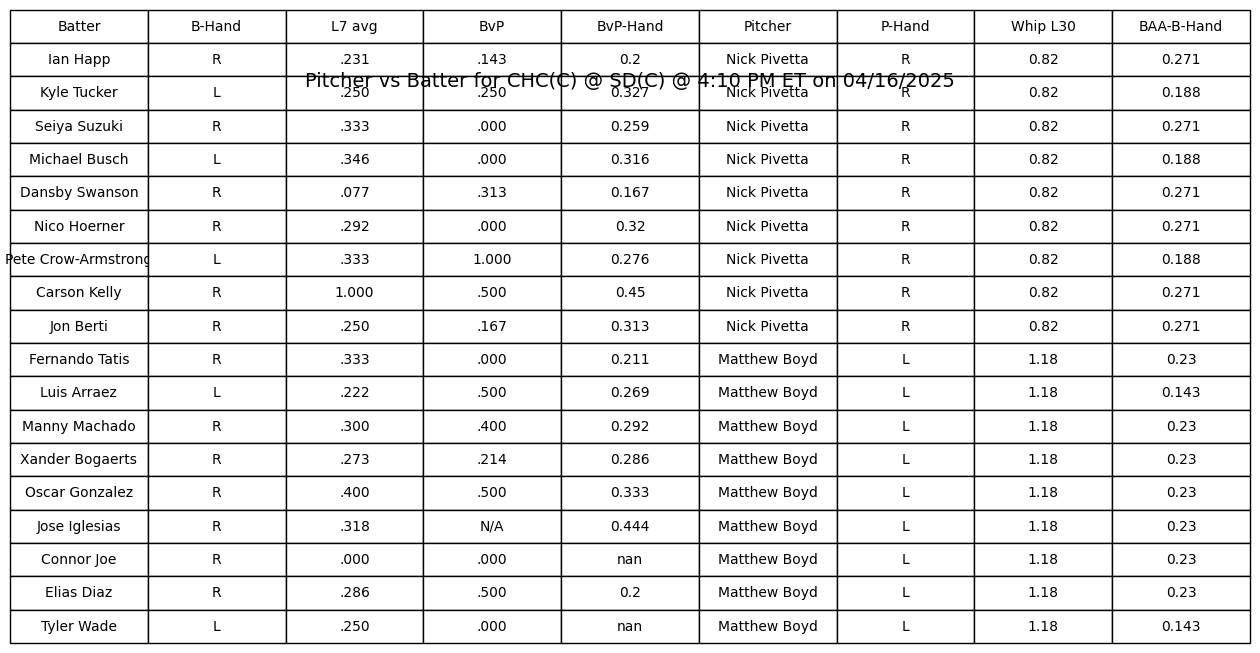 Batter B-Hand L7 avg BvP BvP-Hand Pitcher P-Hand Whip L30 BAA-B-Hand
Ian Happ R .231 .143 0.2 Nick Pivetta R 0.82 0.271
Pitcher vs Batter for CHC(C) @ SD(C) @ 4:10 PM ET on 04/16/2025
Kyle Tucker L .250 .250 0.327 Nick Pivetta R 0.82 0.188
Seiya Suzuki R .333 .000 0.259 Nick Pivetta R 0.82 0.271
Michael Busch L .346 .000 0.316 Nick Pivetta R 0.82 0.188
Dansby Swanson R .077 .313 0.167 Nick Pivetta R 0.82 0.271
Nico Hoerner R .292 .000 0.32 Nick Pivetta R 0.82 0.271
Pete Crow-Armstrong L .333 1.000 0.276 Nick Pivetta R 0.82 0.188
Carson Kelly R 1.000 .500 0.45 Nick Pivetta R 0.82 0.271
Jon Berti R .250 .167 0.313 Nick Pivetta R 0.82 0.271
Fernando Tatis R .333 .000 0.211 Matthew Boyd L 1.18 0.23
Luis Arraez L .222 .500 0.269 Matthew Boyd L 1.18 0.143
Manny Machado R .300 .400 0.292 Matthew Boyd L 1.18 0.23
Xander Bogaerts R .273 .214 0.286 Matthew Boyd L 1.18 0.23
Oscar Gonzalez R .400 .500 0.333 Matthew Boyd L 1.18 0.23
Jose Iglesias R .318 N/A 0.444 Matthew Boyd L 1.18 0.23
Connor Joe R .000 .000 nan Matthew Boyd L 1.18 0.23
Elias Diaz R .286 .500 0.2 Matthew Boyd L 1.18 0.23
Tyler Wade L .250 .000 nan Matthew Boyd L 1.18 0.143